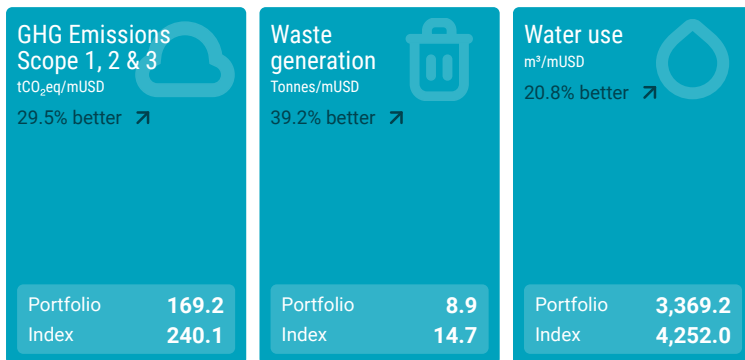 GHG Emissions
Scope 1, 2 & 3
tCO₂eq/mUSD
29.5% better
Portfolio 169.2
Index 240.1
Waste
generation
Tonnes/mUSD
39.2% better
Portfolio 8.9
Index 14.7
Water use
m³/mUSD
20.8% better
Portfolio 3,369.2
Index 4,252.0